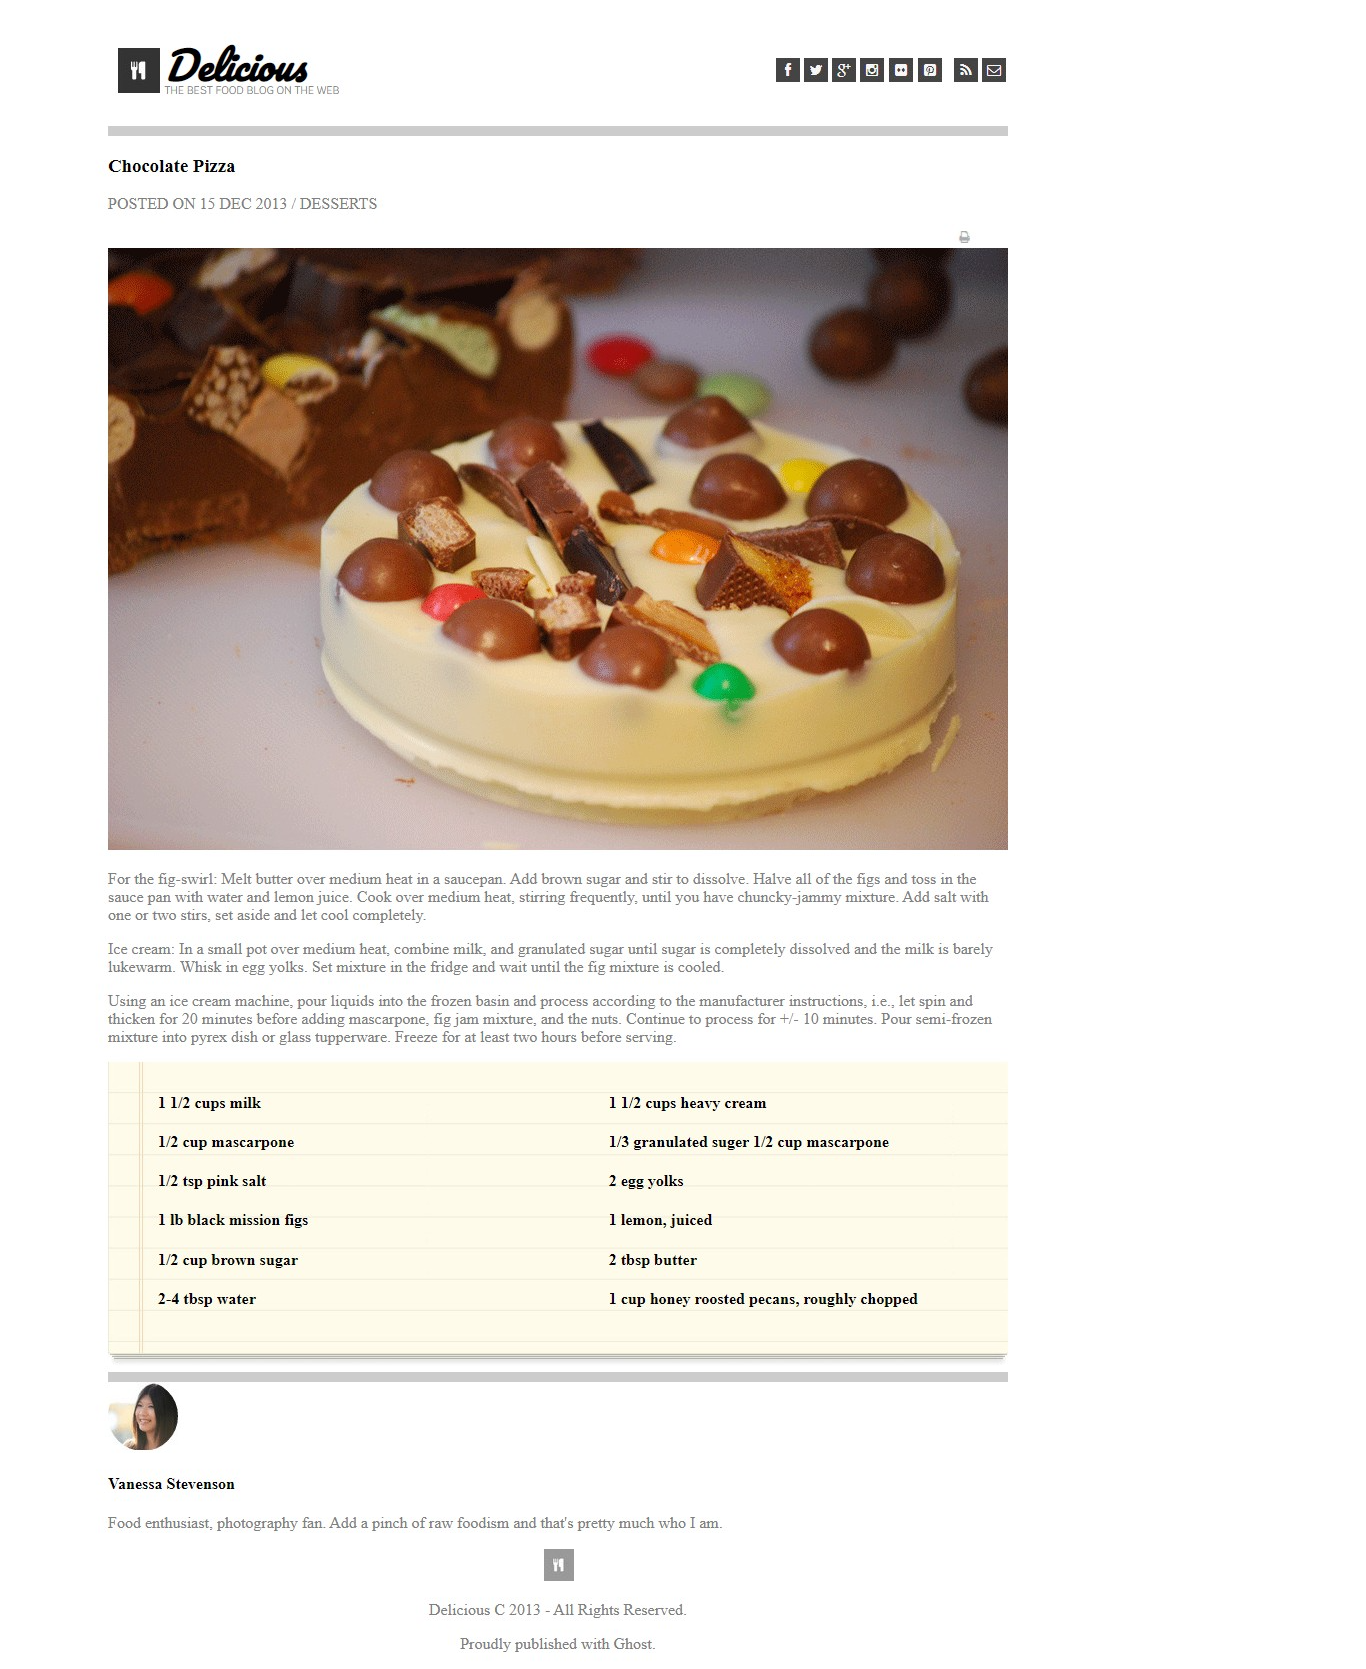 Delicious
THE BEST FOOD BLOG ON THE WEB
Chocolate Pizza
POSTED ON 15 DEC 2013 / DESSERTS
For the fig-swirl: Melt butter over medium heat in a saucepan. Add brown sugar and stir to dissolve. Halve all of the figs and toss in the
sauce pan with water and lemon juice. Cook over medium heat, stirring frequently, until you have chuncky-jammy mixture. Add salt with
one or two stirs, set aside and let cool completely.
Ice cream: In a small pot over medium heat, combine milk, and granulated sugar until sugar is completely dissolved and the milk is barely
lukewarm. Whisk in egg yolks. Set mixture in the fridge and wait until the fig mixture is cooled.
Using an ice cream machine, pour liquids into the frozen basin and process according to the manufacturer instructions, i.e., let spin and
thicken for 20 minutes before adding mascarpone, fig jam mixture, and the nuts. Continue to process for +/- 10 minutes. Pour semi-frozen
mixture into pyrex dish or glass tupperware. Freeze for at least two hours before serving.
1 1/2 cups milk
1 1/2 cups heavy cream
1/2 cup mascarpone
1/3 granulated suger 1/2 cup mascarpone
1/2 tsp pink salt
2 egg yolks
1 lb black mission figs
1 lemon, juiced
1/2 cup brown sugar
2 tbsp butter
2-4 tbsp water
1 cup honey roosted pecans, roughly chopped
Vanessa Stevenson
Food enthusiast, photography fan. Add a pinch of raw foodism and that's pretty much who I am.
Delicious C 2013 - All Rights Reserved.
Proudly published with Ghost.